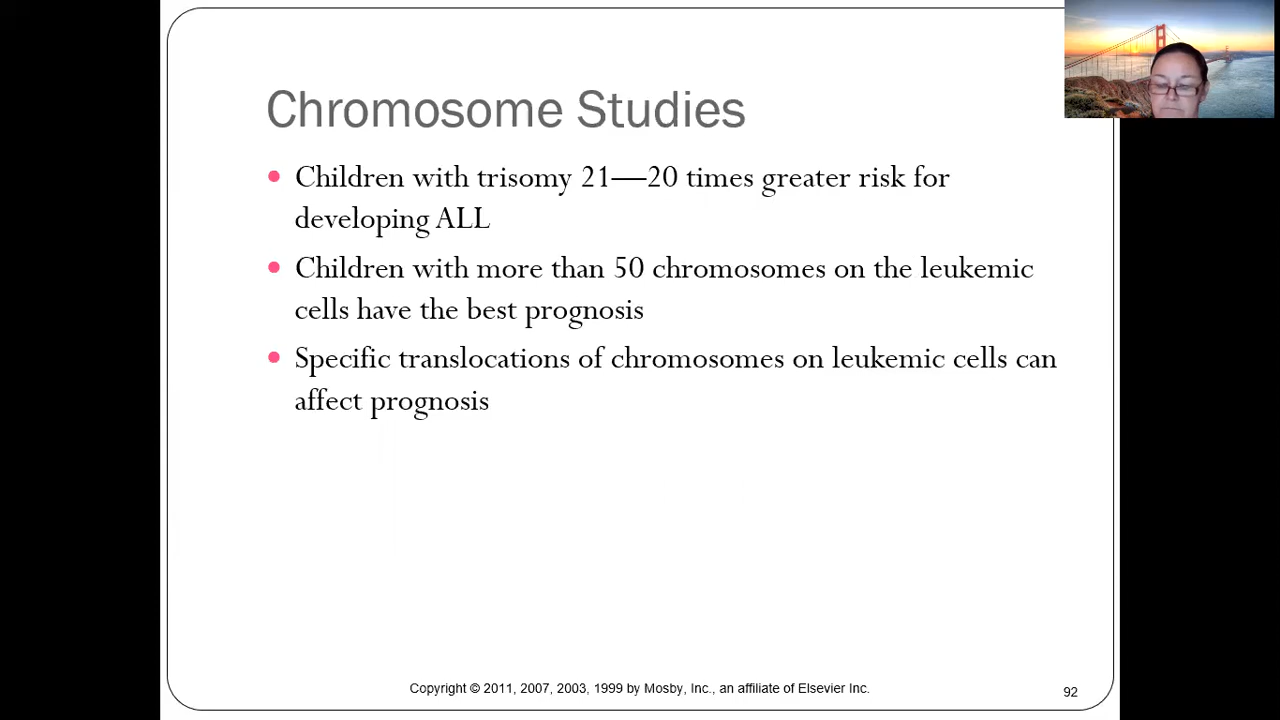 Chromosome Studies
• Children with trisomy 21—20 times greater risk for
developing ALL
• Children with more than 50 chromosomes on the leukemic
cells have the best prognosis
• Specific translocations of chromosomes on leukemic cells can
affect prognosis
Copyright © 2011, 2007, 2003, 1999 by Mosby, Inc., an affiliate of Elsevier Inc.
92